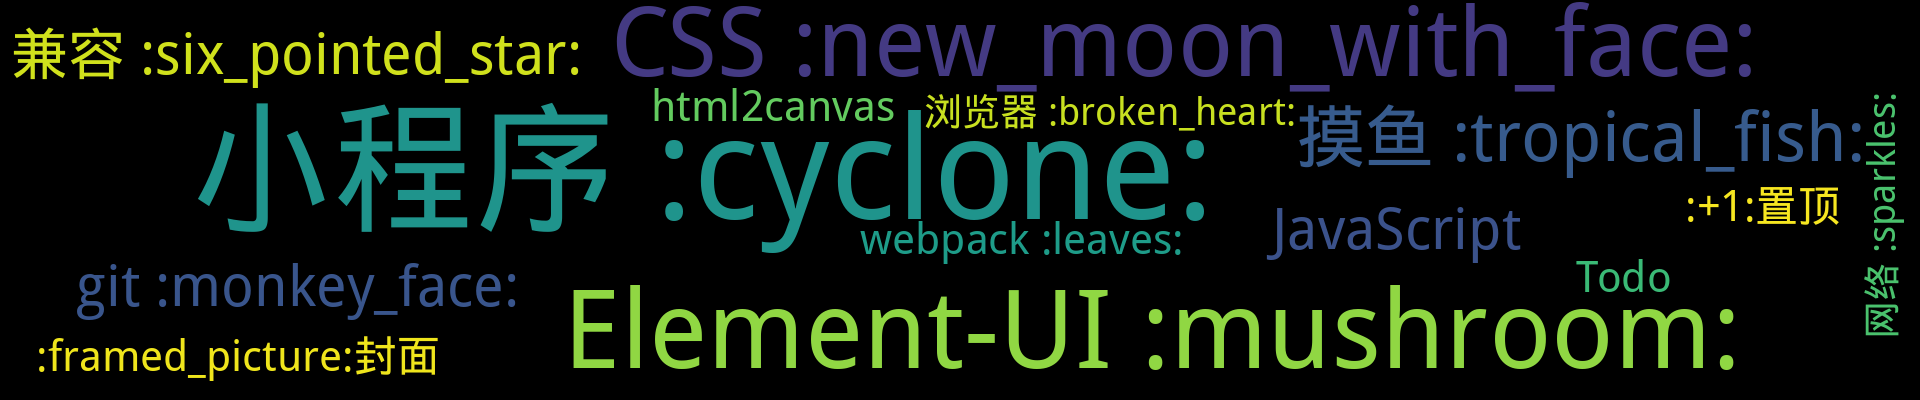 CSS :new_moon_with_face:
兼容 :six_pointed_star:
html2canvas
浏览器 :broken_heart:
摸鱼 :tropical_fish:
小程序 :cyclone:
:+1:置顶
网络 :sparkles:
JavaScript
webpack :leaves:
git :monkey_face:
Todo
Element-UI :mushroom:
:framed_picture:封面